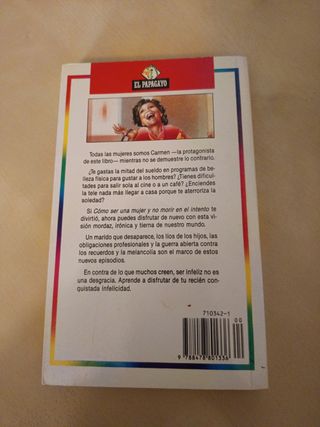 EL PAPAGAYO
Todas las mujeres somos Carmen —la protagonista
de este libro— mientras no se demuestre lo contrario.
¿Te gastas la mitad del sueldo en programas de be-
lleza física para gustar a los hombres? ¿Tienes dificul-
tades para salir sola al cine o a un café? ¿Enciendes
la tele nada más llegar a casa porque te aterroriza la
soledad?
Si Cómo ser una mujer y no morir en el intento te
divirtió, ahora puedes disfrutar de nuevo con esta vi-
sión mordaz, irónica y tierna de nuestro mundo.
Un marido que desaparece, los líos de los hijos, las
obligaciones profesionales y la guerra abierta contra
los recuerdos y la melancolía son el marco de estos
nuevos episodios.
En contra de lo que muchos creen, ser infeliz no es
una desgracia. Aprende a disfrutar de tu recién con-
quistada infelicidad.
710342-1
00
9 788478 801336